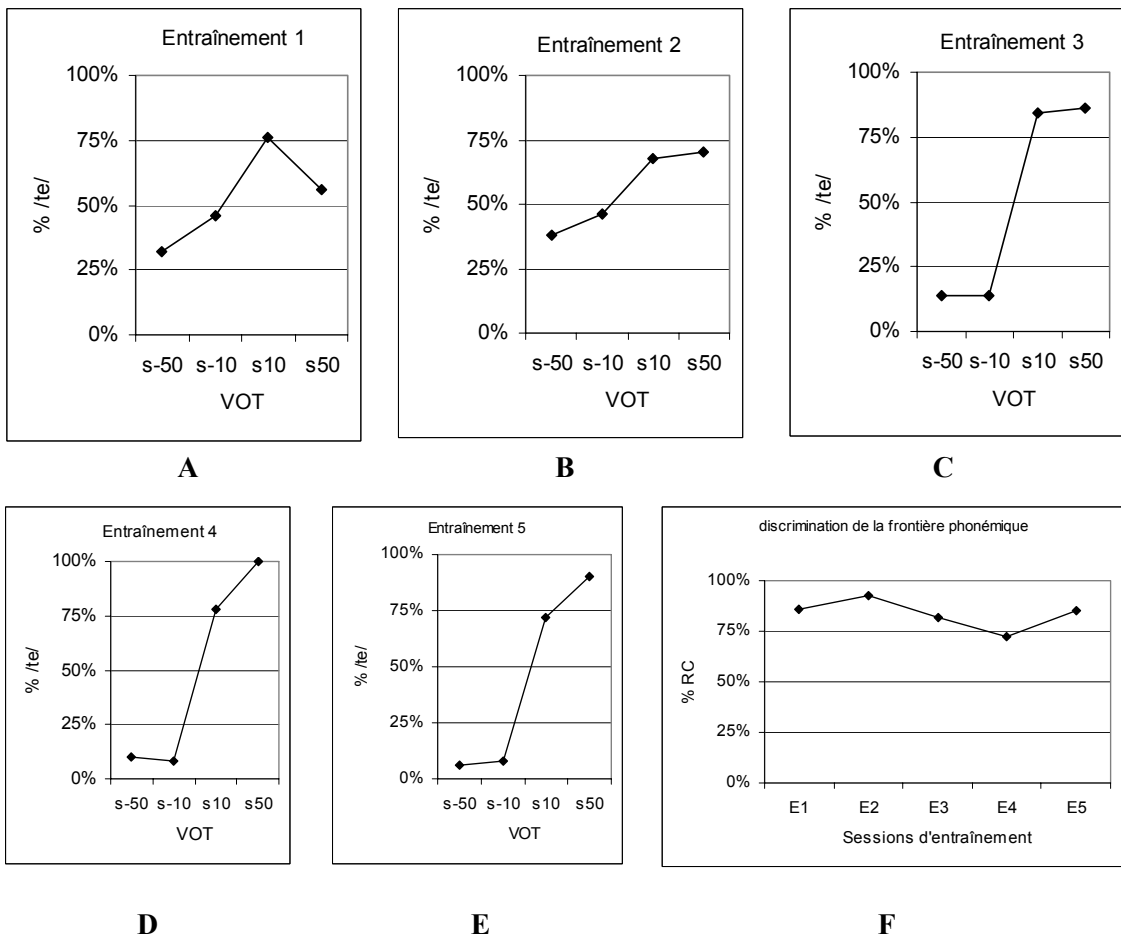 Entraînement 1
100%
75%
50%
25%
0%
% /te/
s-50 s-10 s10 s50
VOT
A
Entraînement 2
100%
75%
50%
25%
0%
% /te/
s-50 s-10 s10 s50
VOT
B
Entraînement 3
100%
75%
50%
25%
0%
% /te/
s-50 s-10 s10 s50
VOT
C
Entraînement 4
100%
75%
50%
25%
0%
% /te/
s-50 s-10 s10 s50
VOT
D
Entraînement 5
100%
75%
50%
25%
0%
% /te/
s-50 s-10 s10 s50
VOT
E
discrimination de la frontière phonémique
100%
75%
50%
25%
0%
% RC
E1 E2 E3 E4 E5
Sessions d'entraînement
F